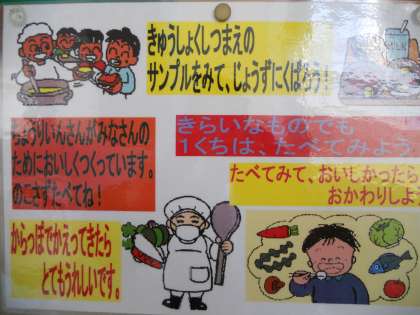 きゅうしょくしつまえの
サンプルをみて、じょうずにくばろう!
ちょうりいんさんがみなさんの
ためにおいしくつくっています。
のこさずたべてね!
きらいなものでも
1くちは、たべてみよう
たべてみて、おいしかったら
おかわりしよ
からっぽでかえってきたら
とてもうれしいです。
MILK